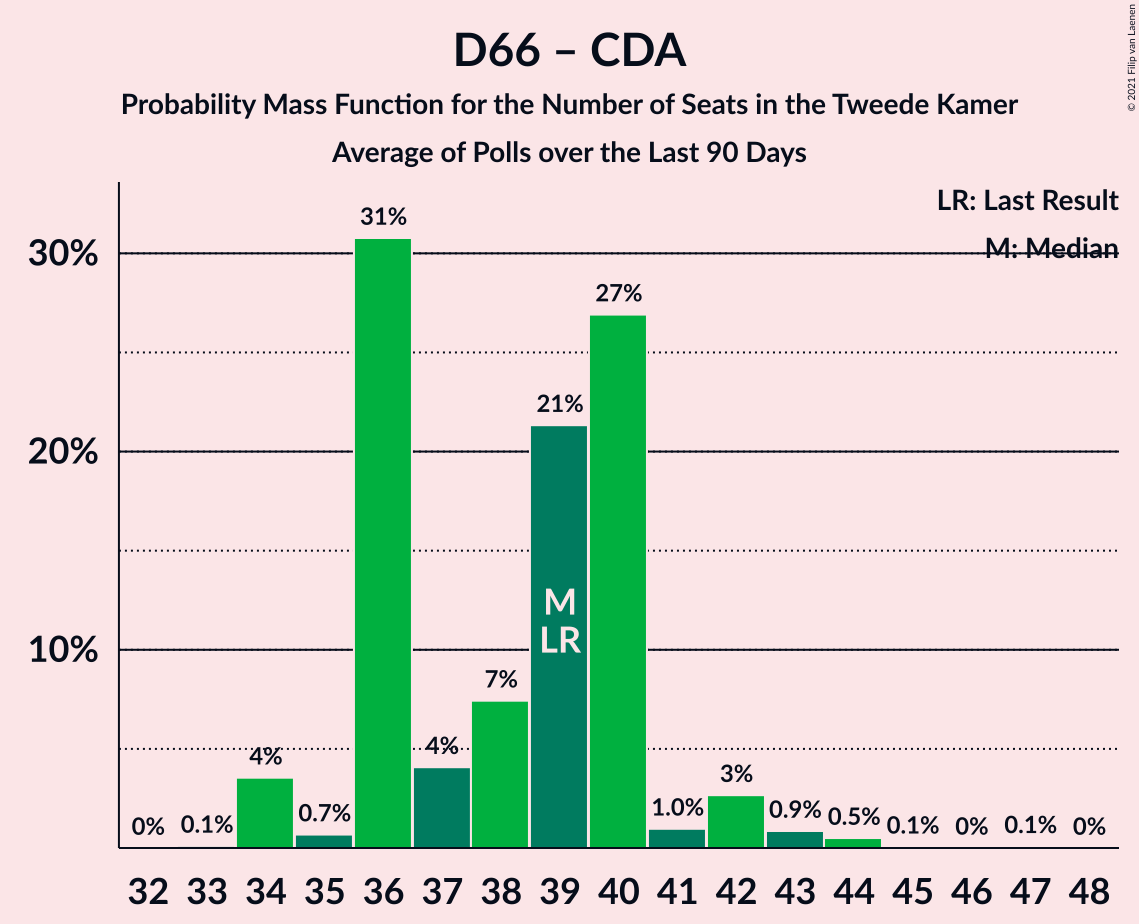 D66 – CDA
Probability Mass Function for the Number of Seats in the Tweede Kamer
Average of Polls over the Last 90 Days
© 2021 Filip van Laenen
LR: Last Result
M: Median
30%
20%
10%
0%
0.1%
4%
0.7%
31%
4%
7%
21%
27%
1.0%
3%
0.9%
0.5%
0.1%
0%
0.1%
0%
M
LR
32 33 34 35 36 37 38 39 40 41 42 43 44 45 46 47 48